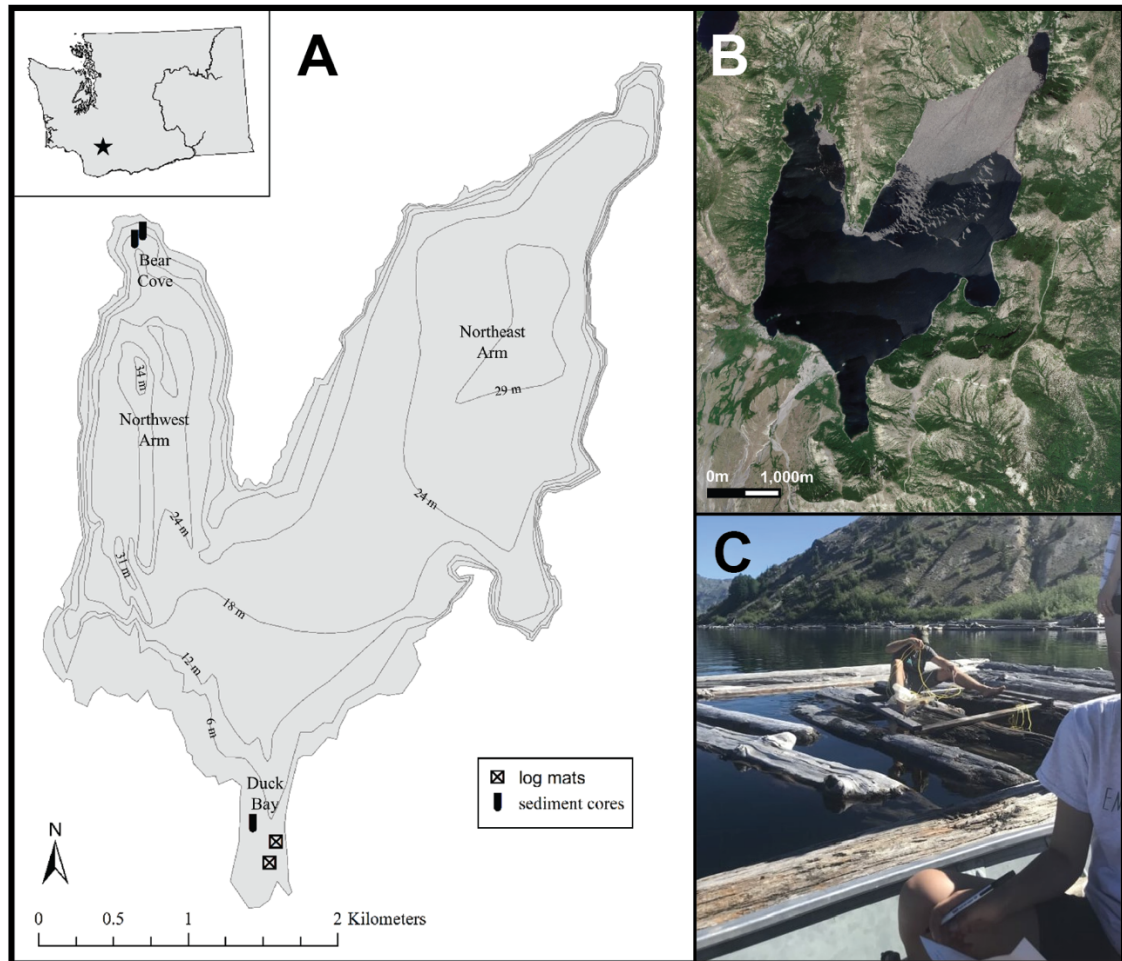 A
Bear
Cove
Northeast
Arm
34 m
29 m
Northwest
Arm
24 m
24 m
31 m
18 m
12 m
6 m
log mats
sediment cores
Duck
Bay
N
0 0.5 1 2 Kilometers
B
0m 1,000m
C